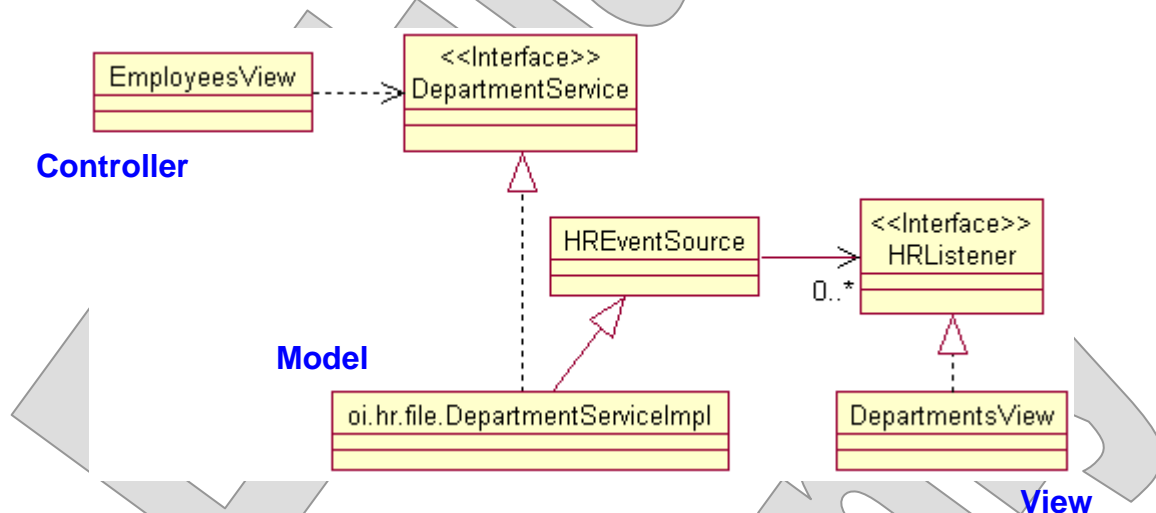 <<Interface>>
DepartmentService
EmployeesView
Controller
<<Interface>>
HRListener
HREventSource
0..*
Model
oi.hr.file.DepartmentServiceImpl
DepartmentsView
View